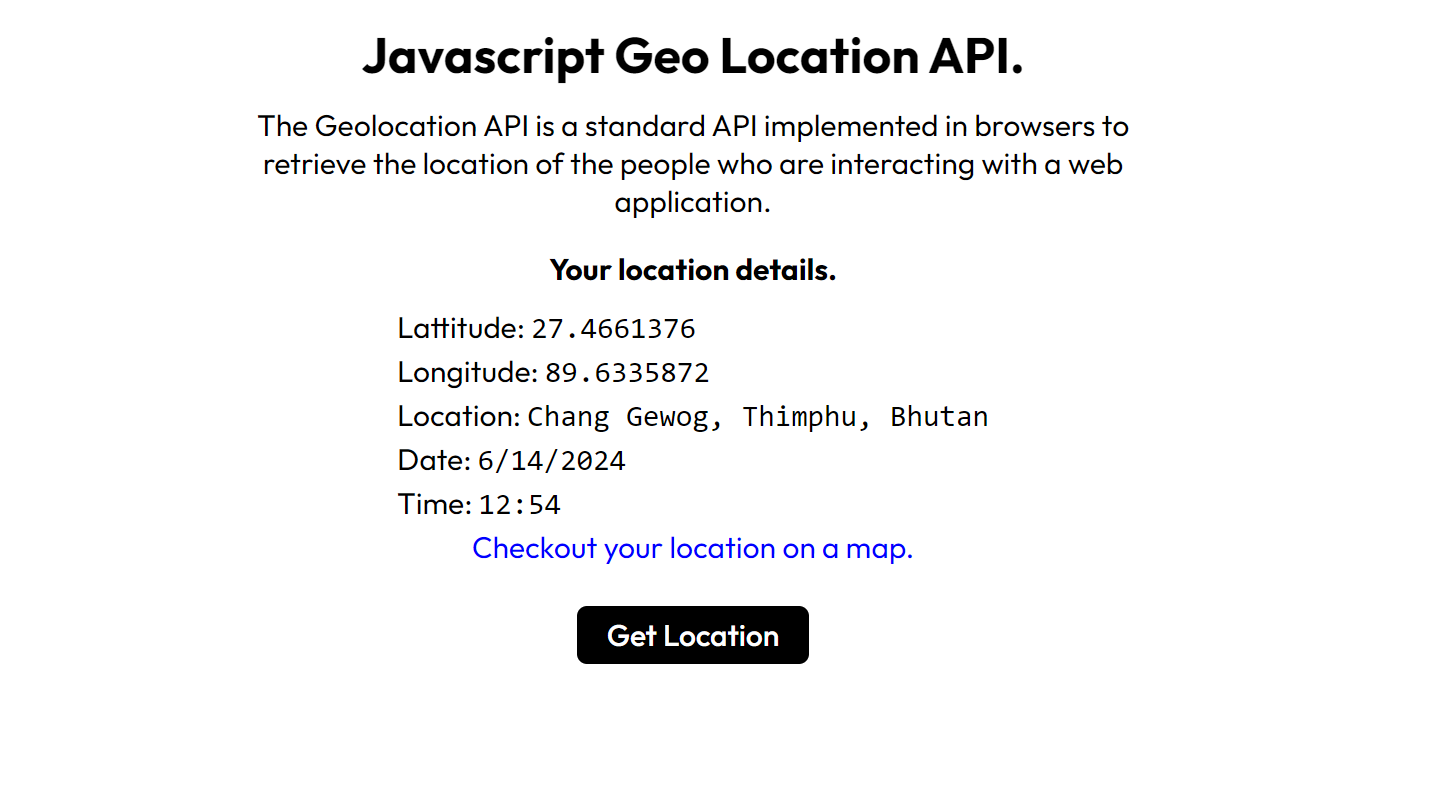 Javascript Geo Location API.
The Geolocation API is a standard API implemented in browsers to
retrieve the location of the people who are interacting with a web
application.
Your location details.
Lattitude: 27.4661376
Longitude: 89.6335872
Location: Chang Gewog, Thimphu, Bhutan
Date: 6/14/2024
Time: 12:54
Checkout your location on a map.
Get Location